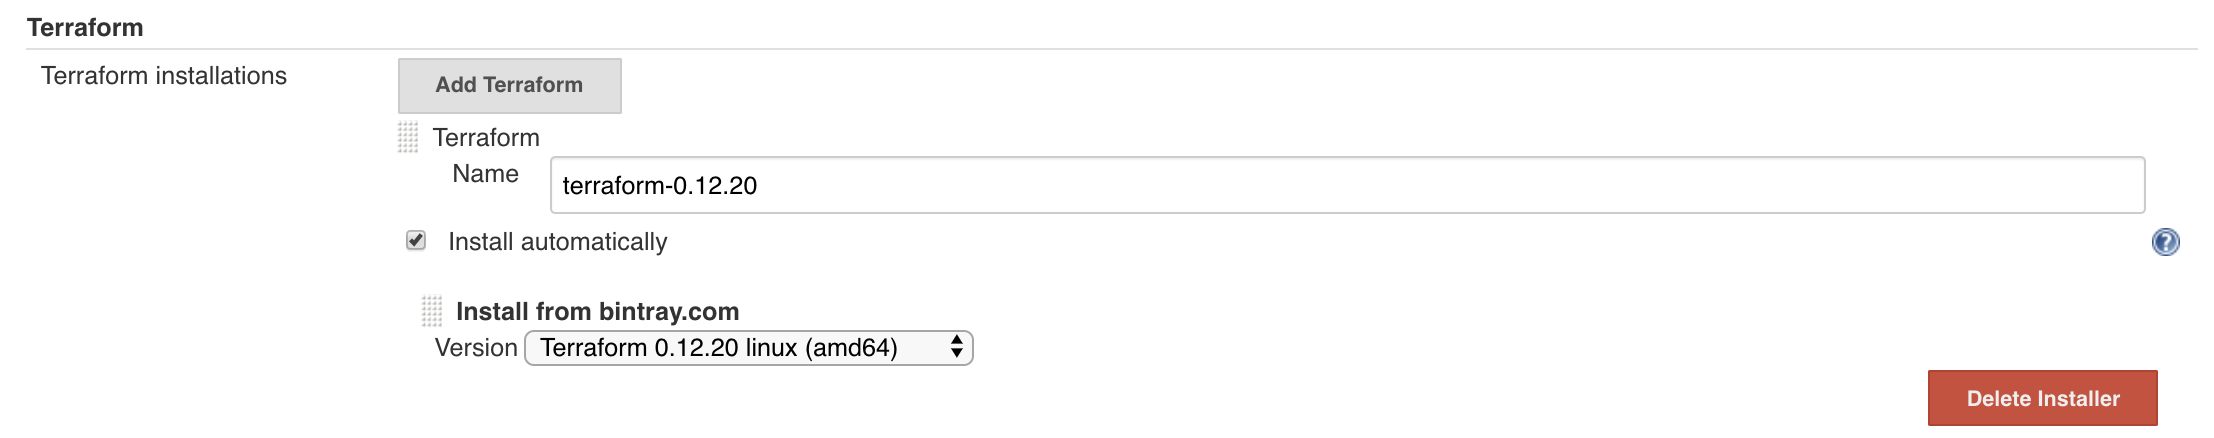 Terraform
Terraform installations
Add Terraform
Terraform
Name
terraform-0.12.20
Install automatically
?
Install from bintray.com
Version Terraform 0.12.20 linux (amd64)
Delete Installer